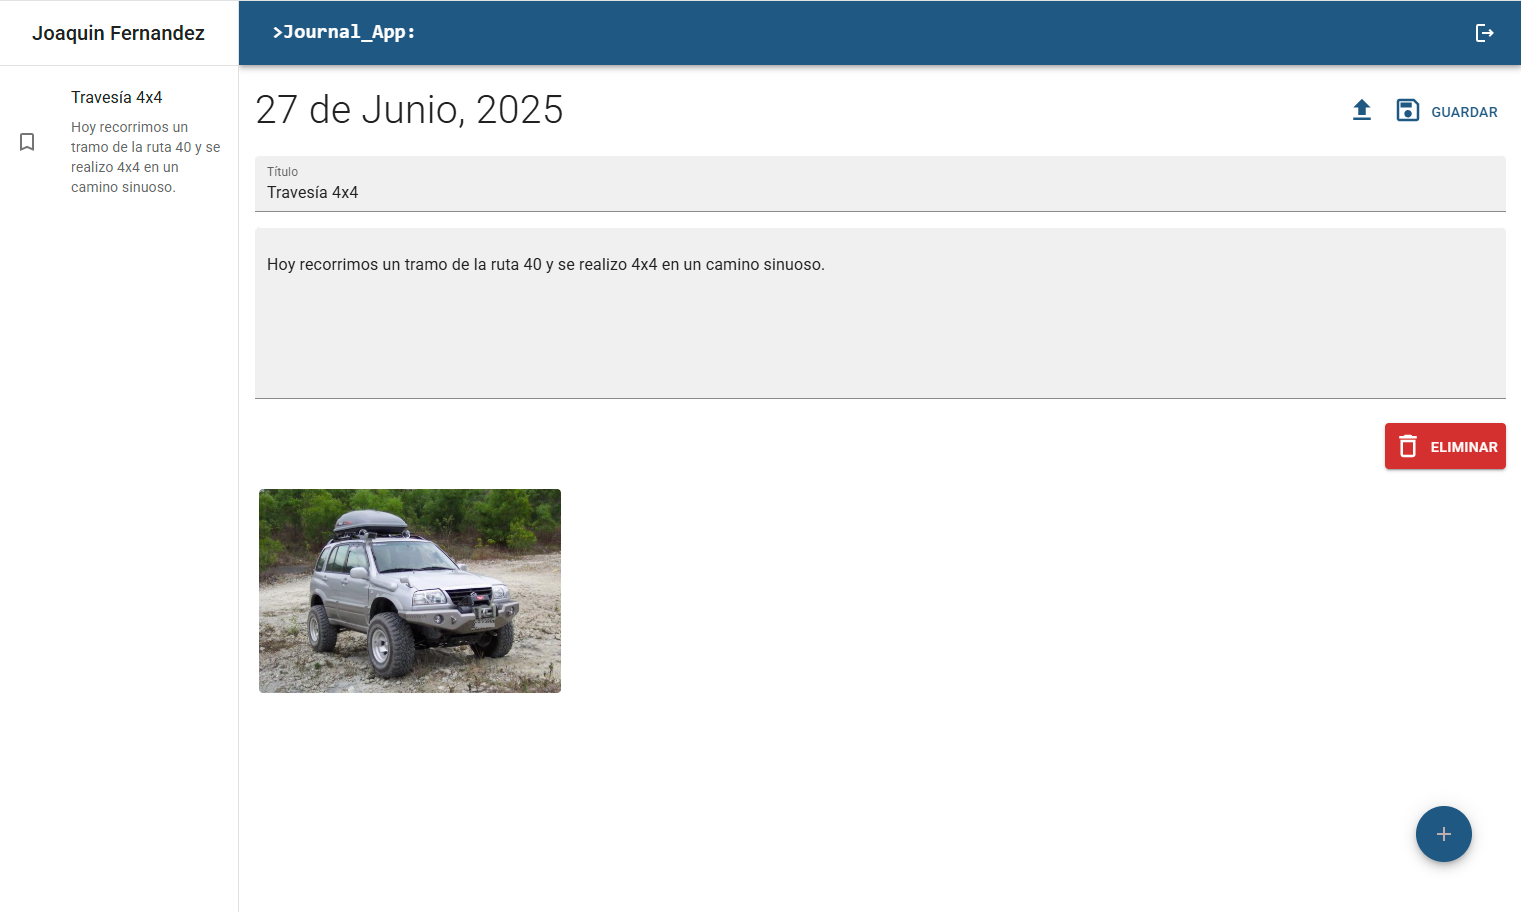 Joaquin Fernandez
>Journal_App:
Travesía 4x4
Hoy recorrimos un
tramo de la ruta 40 y se
realizo 4x4 en un
camino sinuoso.
27 de Junio, 2025
GUARDAR
Título
Travesía 4x4
Hoy recorrimos un tramo de la ruta 40 y se realizo 4x4 en un camino sinuoso.
ELIMINAR